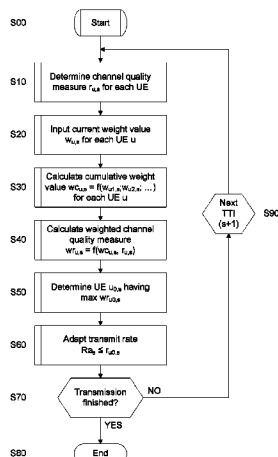 S00
Start
S10
Determine channel quality
measure r_u,s for each UE
S20
Input current weight value
w_u,s for each UE u
S30
Calculate cumulative weight
value wc_u,s = f(w_u1,s;w_u2,s; …)
for each UE u
S40
Calculate weighted channel
quality measure
wr_u,s = f(wc_u,s, r_u,s)
S50
Determine UE u_0,s having
max wr_u0,s
S60
Adapt transmit rate
Ra_s ≤ r_u0,s
S70
Transmission
finished?
NO
YES
Next
TTI
(s+1)
S90
S80
End